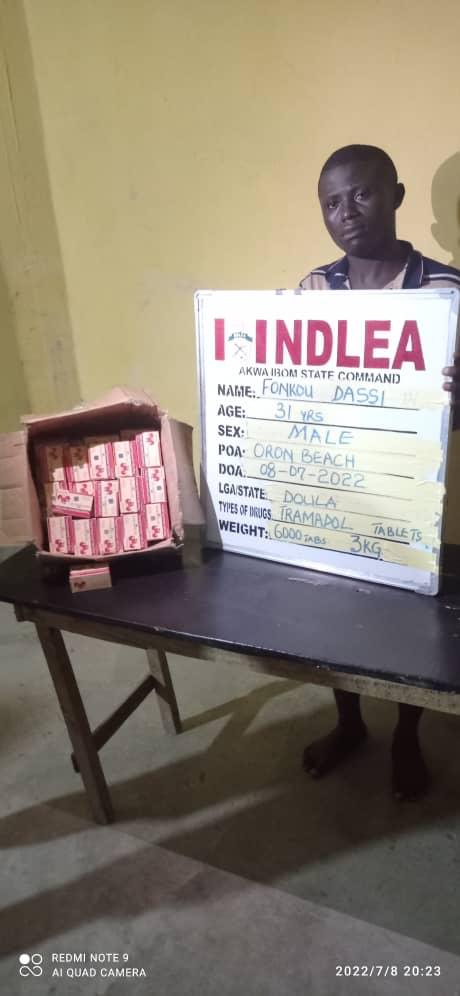 NDLEA
AKWA IBOM STATE COMMAND
NAME: FONKOU DASSI
AGE: 31 YRS
SEX: MALE
POA: ORON BEACH
DOA: 08-07-2022
LGA/STATE: DOULA
TYPES OF DRUGS: TRAMADOL TABLETS
WEIGHT: 6000 TABS 3KG
REDMI NOTE 9
AI QUAD CAMERA
2022/7/8 20:23